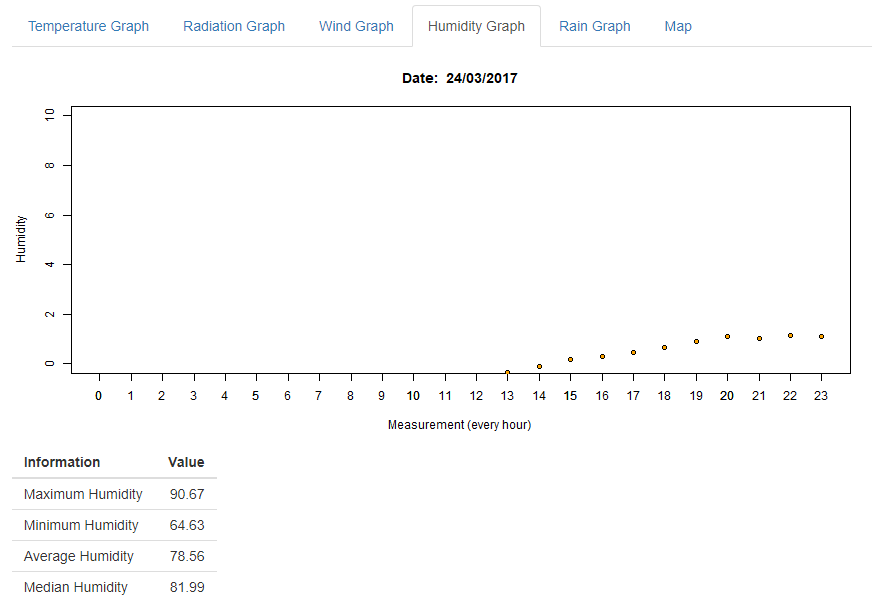 Temperature Graph Radiation Graph Wind Graph Humidity Graph Rain Graph Map
Date: 24/03/2017
10
8
6
4
2
0
Humidity
0 1 2 3 4 5 6 7 8 9 10 11 12 13 14 15 16 17 18 19 20 21 22 23
Measurement (every hour)
Information Value
Maximum Humidity 90.67
Minimum Humidity 64.63
Average Humidity 78.56
Median Humidity 81.99